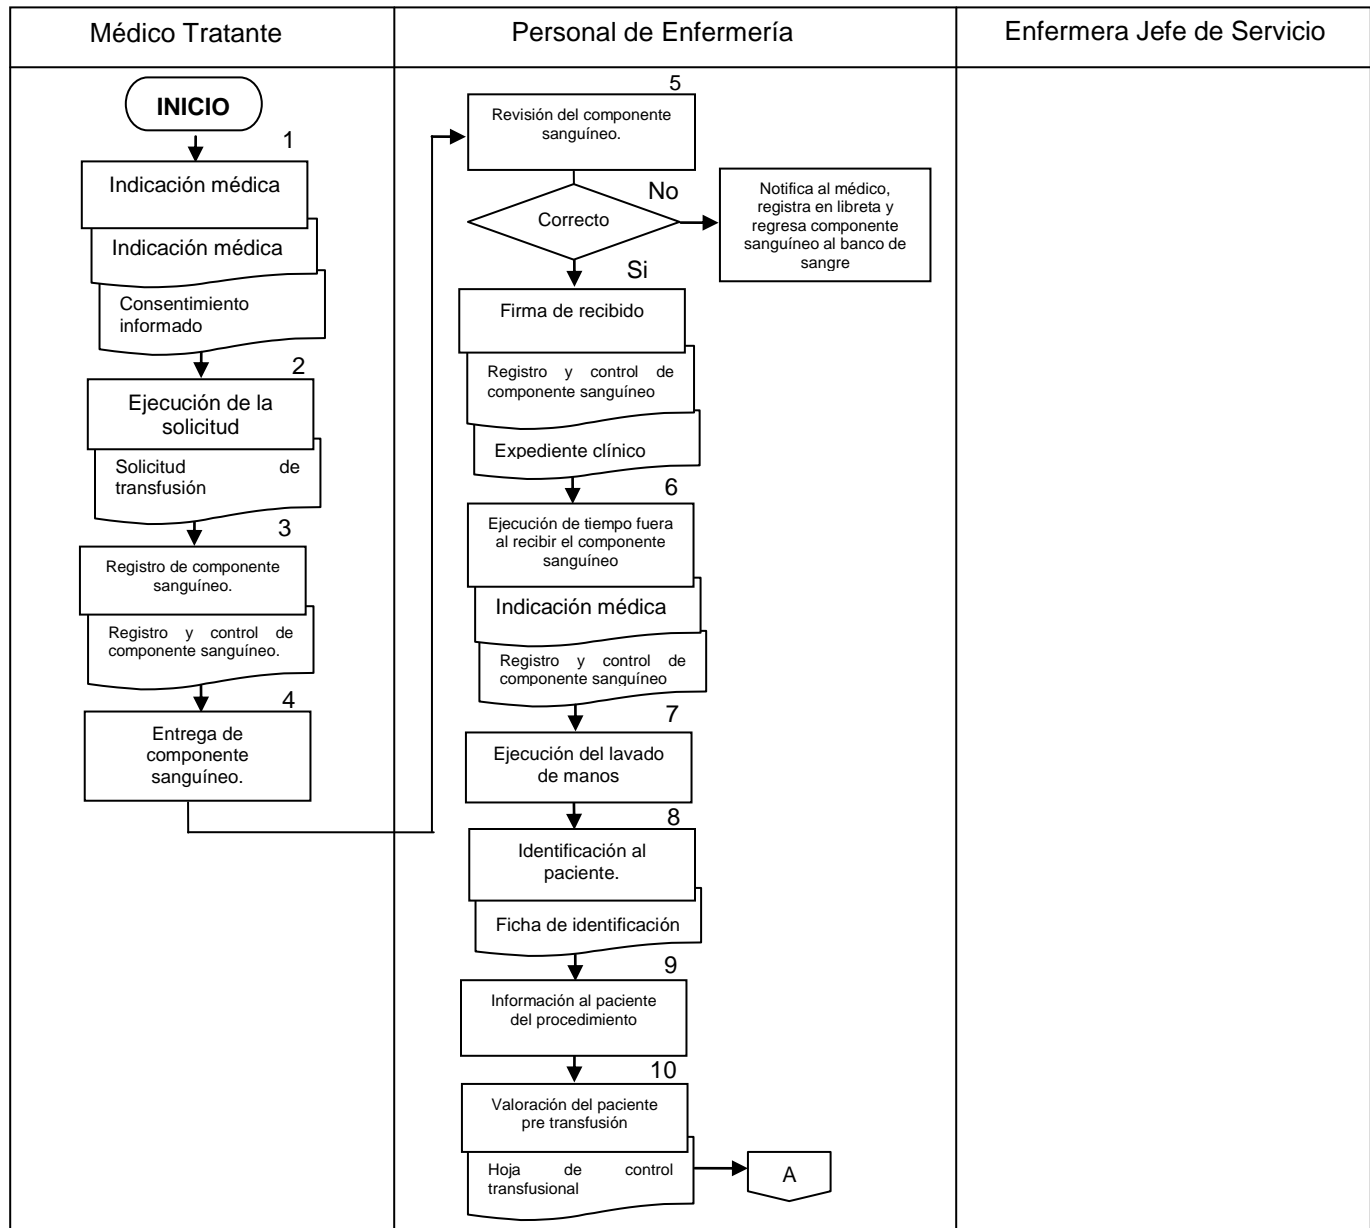 Médico Tratante
Personal de Enfermería
Enfermera Jefe de Servicio
INICIO
1
Indicación médica
Indicación médica
Consentimiento
informado
2
Ejecución de la
solicitud
Solicitud de
transfusión
3
Registro de componente
sanguíneo.
Registro y control de
componente sanguíneo.
4
Entrega de
componente
sanguíneo.
5
Revisión del componente
sanguíneo.
Correcto
No
Notifica al médico,
registra en libreta y
regresa componente
sanguíneo al banco de
sangre
Si
Firma de recibido
Registro y control de
componente sanguíneo
Expediente clínico
6
Ejecución de tiempo fuera
al recibir el componente
sanguíneo
Indicación médica
Registro y control de
componente sanguíneo
7
Ejecución del lavado
de manos
8
Identificación al
paciente.
Ficha de identificación
9
Información al paciente
del procedimiento
10
Valoración del paciente
pre transfusión
Hoja de control
transfusional
A